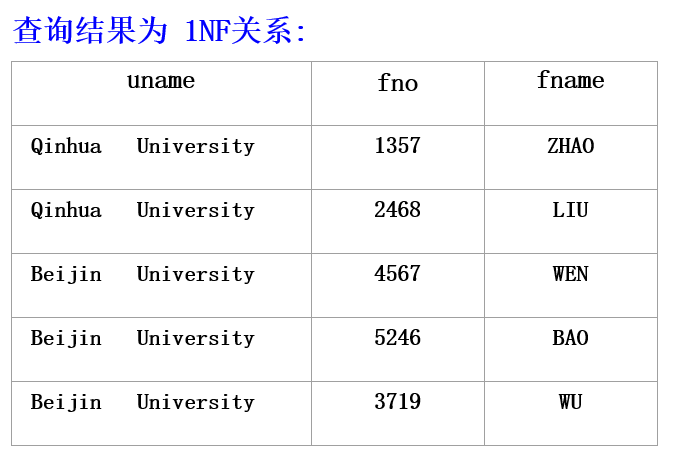 查询结果为 1NF关系:
uname fno fname
Qinhua University 1357 ZHAO
Qinhua University 2468 LIU
Beijin University 4567 WEN
Beijin University 5246 BAO
Beijin University 3719 WU